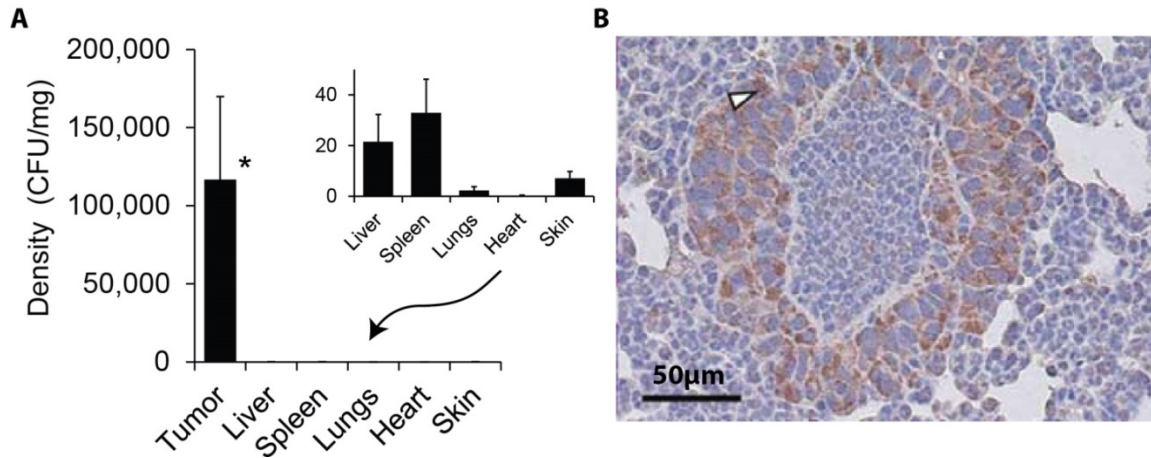 A
Density (CFU/mg)
200,000
150,000
100,000
50,000
0
*
Tumor
Liver
Spleen
Lungs
Heart
Skin
40
20
0
Liver
Spleen
Lungs
Heart
Skin
B
50μm